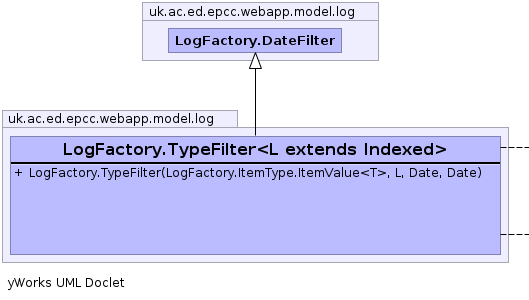 uk.ac.ed.epcc.webapp.model.log
LogFactory.DateFilter
uk.ac.ed.epcc.webapp.model.log
LogFactory.TypeFilter<L extends Indexed>
+ LogFactory.TypeFilter(LogFactory.ItemType.ItemValue<T>, L, Date, Date)
yWorks UML Doclet